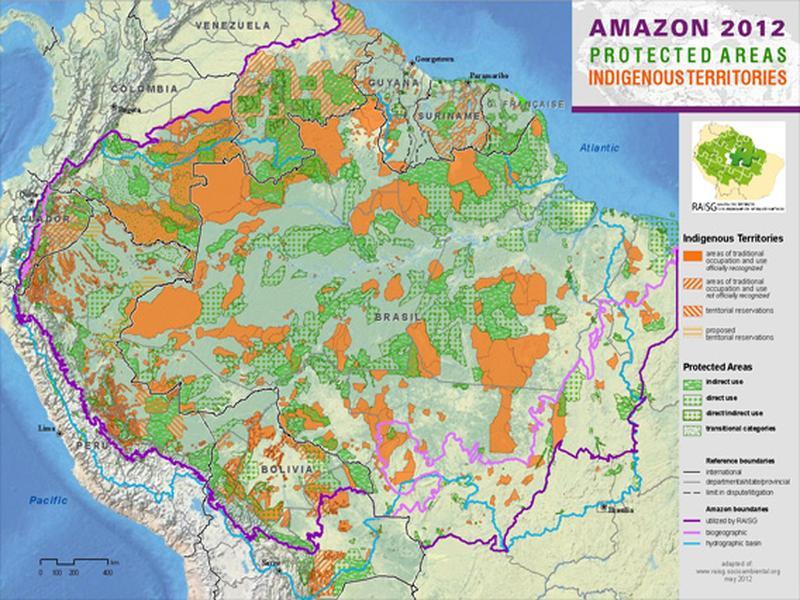 AMAZON 2012
PROTECTED AREAS
INDIGENOUS TERRITORIES
VENEZUELA
COLOMBIA
Bogota
Georgetown
Paramaribo
GUYANA
SURINAME
FRANÇAISE
Atlantic
ECUADOR
BRASIL
Lima
PERU
BOLIVIA
Pacific
Sucre
Brasilia
0 100 200 400 km
RAISG
Indigenous Territories
areas of traditional
occupation and use
officially recognized
areas of traditional
occupation and use
not officially recognized
territorial reservations
proposed
territorial reservations
Protected Areas
indirect use
direct use
direct/indirect use
transitional categories
Reference boundaries
international
departmental/state/provincial
limit in dispute/litigation
Amazon boundaries
utilized by RAISG
biogeographic
hydrographic basin
adapted of:
www.raisg.socioambiental.org
may 2012